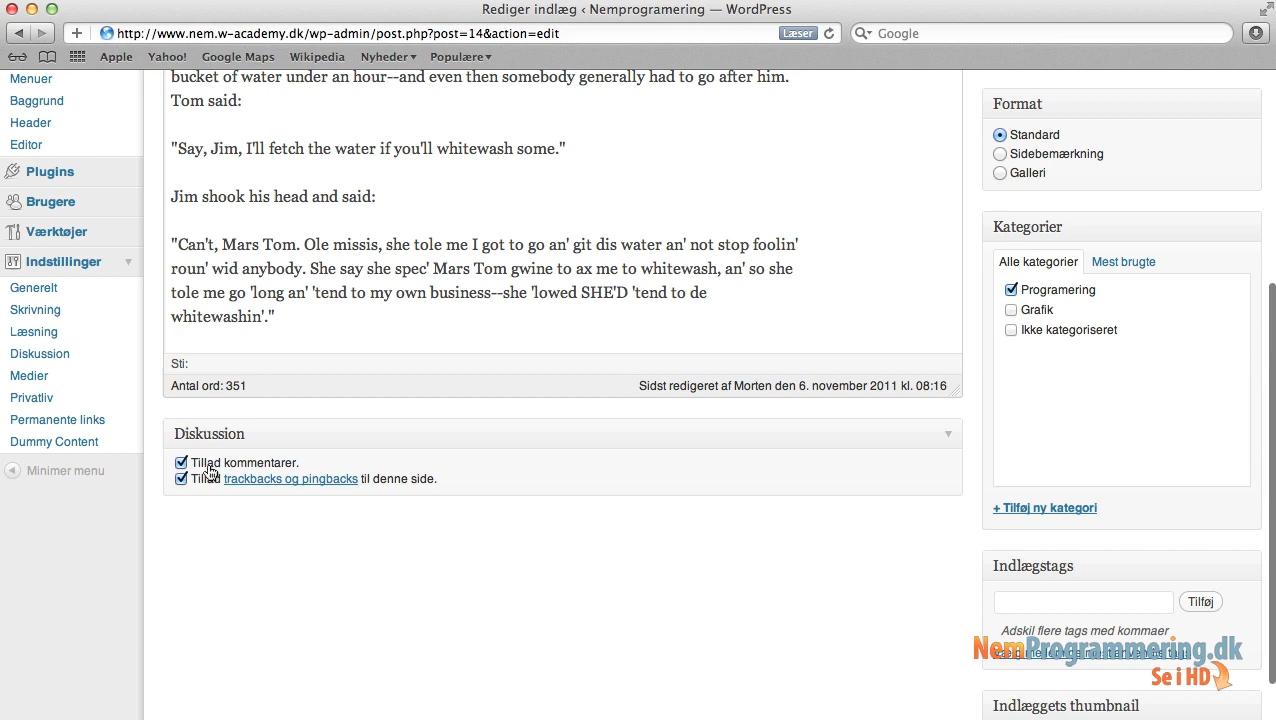 Rediger indlæg ‹ Nemprogramering — WordPress
http://www.nem.w-academy.dk/wp-admin/post.php?post=14&action=edit
Læser
Google
Apple
Yahoo!
Google Maps
Wikipedia
Nyheder
Populære
Menuer
Baggrund
Header
Editor
Plugins
Brugere
Værktøjer
Indstillinger
Generelt
Skrivning
Læsning
Diskussion
Medier
Privatliv
Permanente links
Dummy Content
Minimer menu
bucket of water under an hour--and even then somebody generally had to go after him.
Tom said:
"Say, Jim, I'll fetch the water if you'll whitewash some."
Jim shook his head and said:
"Can't, Mars Tom. Ole missis, she tole me I got to go an' git dis water an' not stop foolin'
roun' wid anybody. She say she spec' Mars Tom gwine to ax me to whitewash, an' so she
tole me go 'long an' 'tend to my own business--she 'lowed SHE'D 'tend to de
whitewashin'."
Sti:
Antal ord: 351
Sidst redigeret af Morten den 6. november 2011 kl. 08:16
Diskussion
Tillad kommentarer.
Tillad trackbacks og pingbacks til denne side.
Format
Standard
Sidebemærkning
Galleri
Kategorier
Alle kategorier
Mest brugte
Programering
Grafik
Ikke kategoriseret
+ Tilføj ny kategori
Indlægstags
Tilføj
Adskil flere tags med kommaer
NemProgrammering.dk
Se i HD
Indlæggets thumbnail